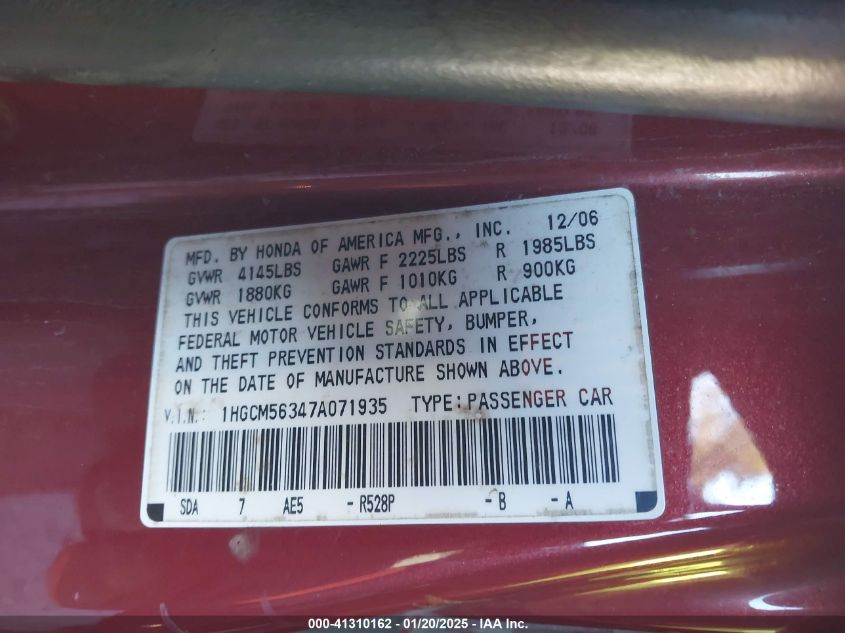 MFD. BY HONDA OF AMERICA MFG., INC. 12/06
GVWR 4145LBS GAWR F 2225LBS R 1985LBS
GVWR 1880KG GAWR F 1010KG R 900KG
THIS VEHICLE CONFORMS TO ALL APPLICABLE
FEDERAL MOTOR VEHICLE SAFETY, BUMPER,
AND THEFT PREVENTION STANDARDS IN EFFECT
ON THE DATE OF MANUFACTURE SHOWN ABOVE.
V.I.N.: 1HGCM56347A071935 TYPE: PASSENGER CAR
SDA 7 AE5 - R528P - B - A
000-41310162 — 01/20/2025 — IAA Inc.